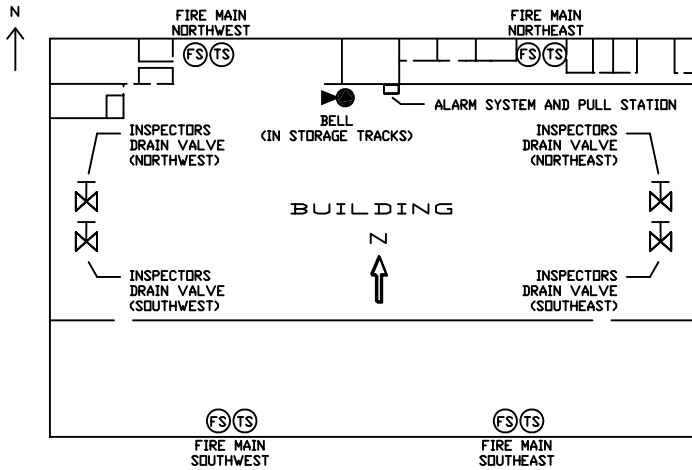 N
FIRE MAIN
NORTHWEST
FS TS
FIRE MAIN
NORTHEAST
FS TS
ALARM SYSTEM AND PULL STATION
BELL
(IN STORAGE TRACKS)
INSPECTORS
DRAIN VALVE
(NORTHWEST)
INSPECTORS
DRAIN VALVE
(NORTHEAST)
BUILDING
N
INSPECTORS
DRAIN VALVE
(SOUTHWEST)
INSPECTORS
DRAIN VALVE
(SOUTHEAST)
FS TS
FIRE MAIN
SOUTHWEST
FS TS
FIRE MAIN
SOUTHEAST